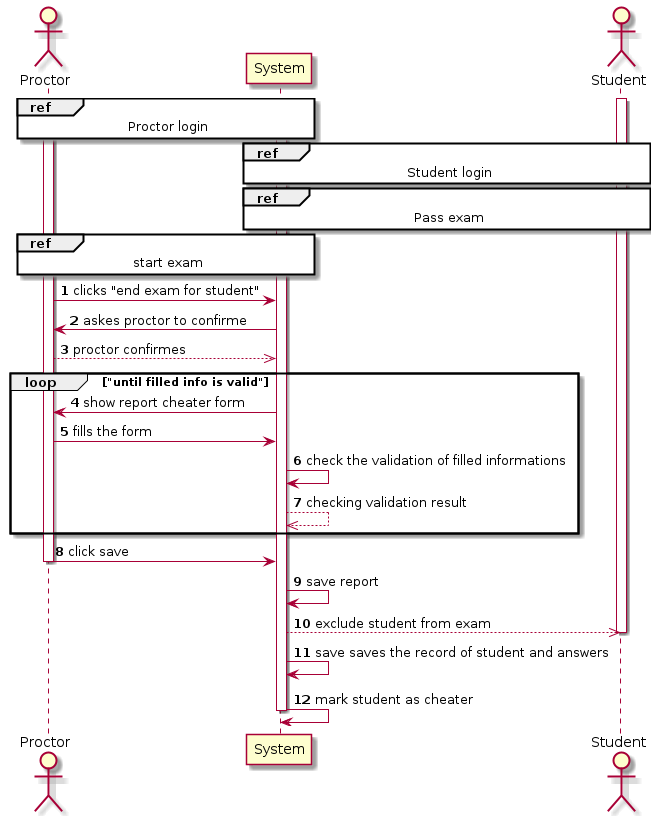 Proctor
System
Student
ref
Proctor login
ref
Student login
ref
Pass exam
ref
start exam
1 clicks "end exam for student"
2 askes proctor to confirme
3 proctor confirmes
loop ["until filled info is valid"]
4 show report cheater form
5 fills the form
6 check the validation of filled informations
7 checking validation result
8 click save
9 save report
10 exclude student from exam
11 save saves the record of student and answers
12 mark student as cheater
Proctor
System
Student